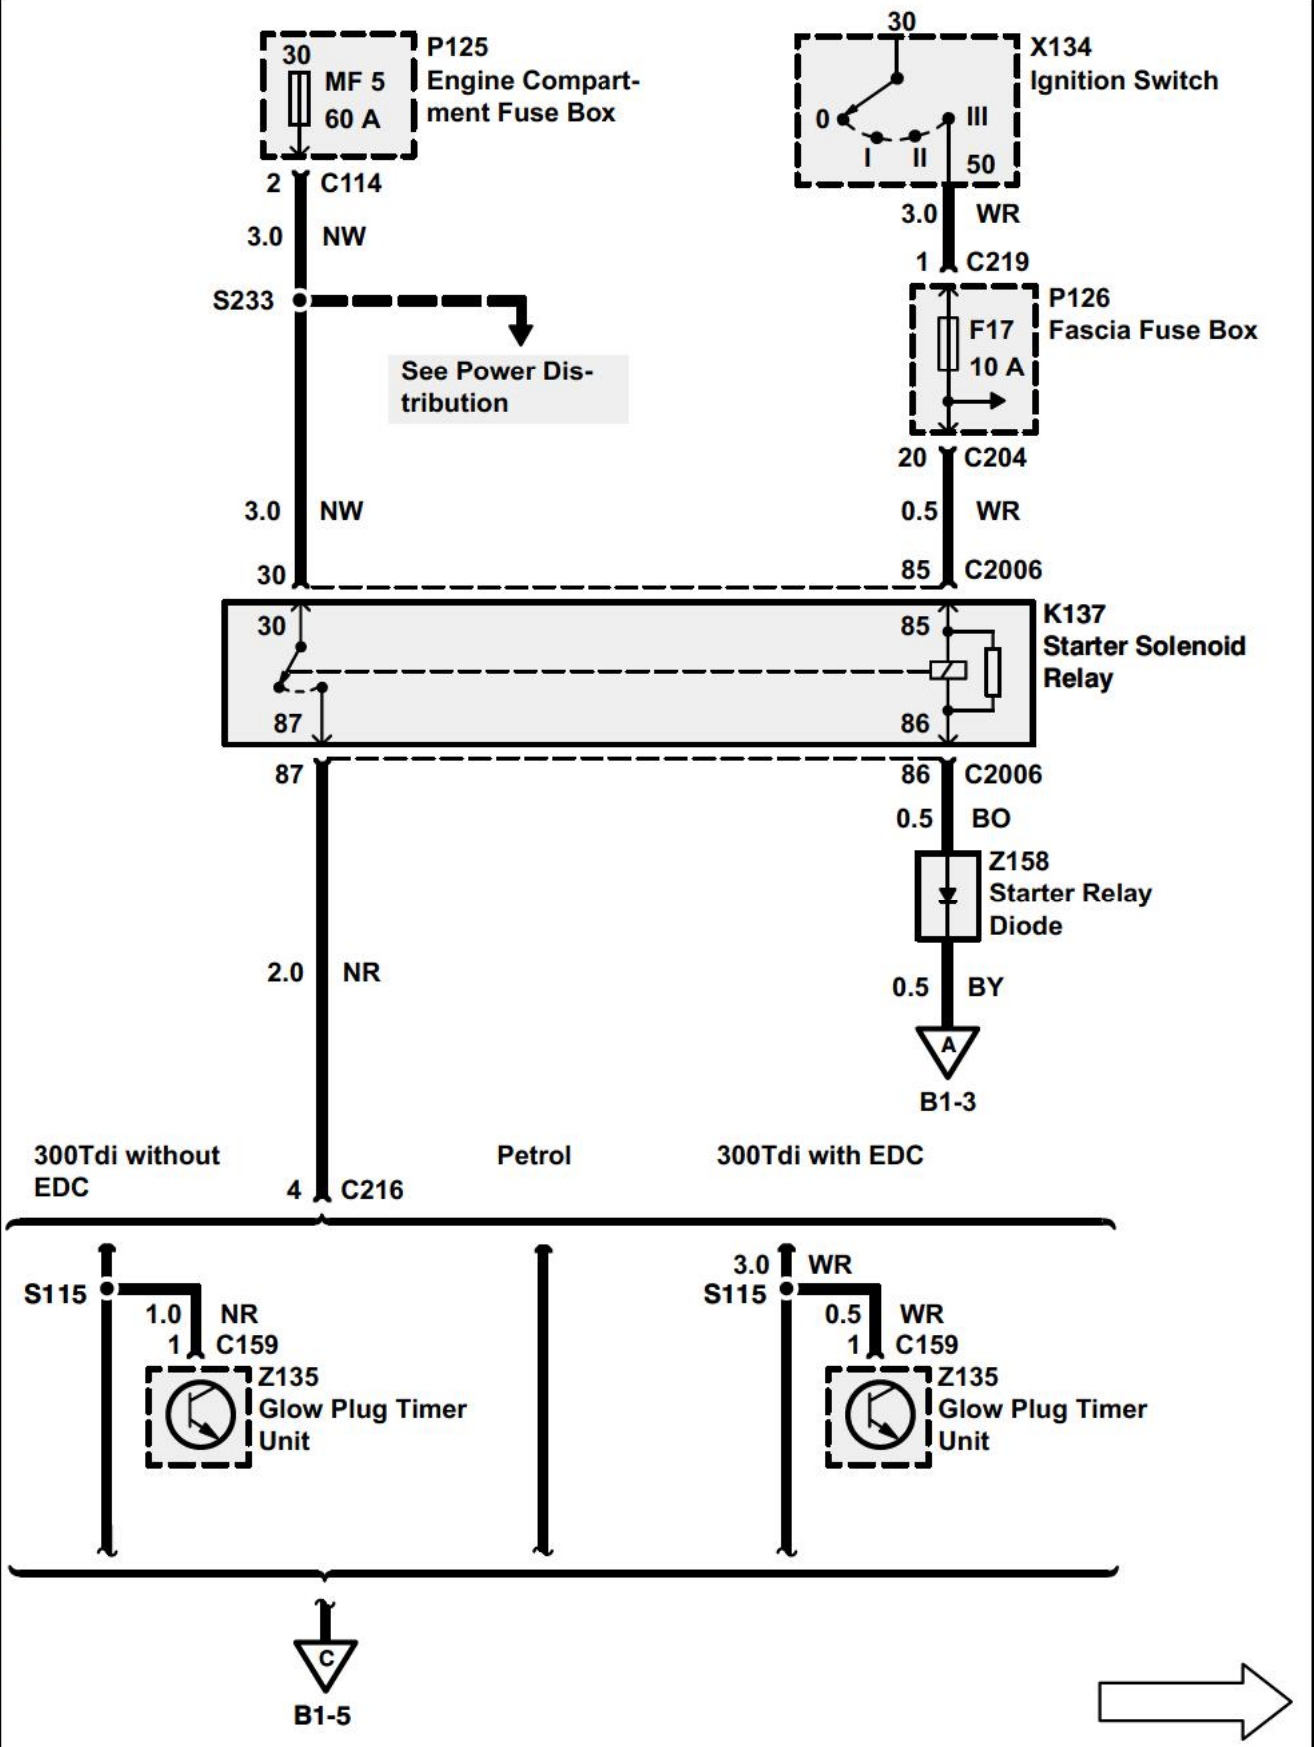 30
MF 5
60 A
P125
Engine Compart-
ment Fuse Box
2 C114
3.0 NW
S233
See Power Dis-
tribution
3.0 NW
30
30
X134
Ignition Switch
0
I II
III
50
3.0 WR
1 C219
P126
Fascia Fuse Box
F17
10 A
20 C204
0.5 WR
85 C2006
30
87
85
86
K137
Starter Solenoid
Relay
87
86 C2006
0.5 BO
Z158
Starter Relay
Diode
0.5 BY
A
B1-3
2.0 NR
300Tdi without
EDC
4 C216
Petrol
300Tdi with EDC
S115
1.0 NR
1 C159
Z135
Glow Plug Timer
Unit
3.0 WR
S115
0.5 WR
1 C159
Z135
Glow Plug Timer
Unit
C
B1-5